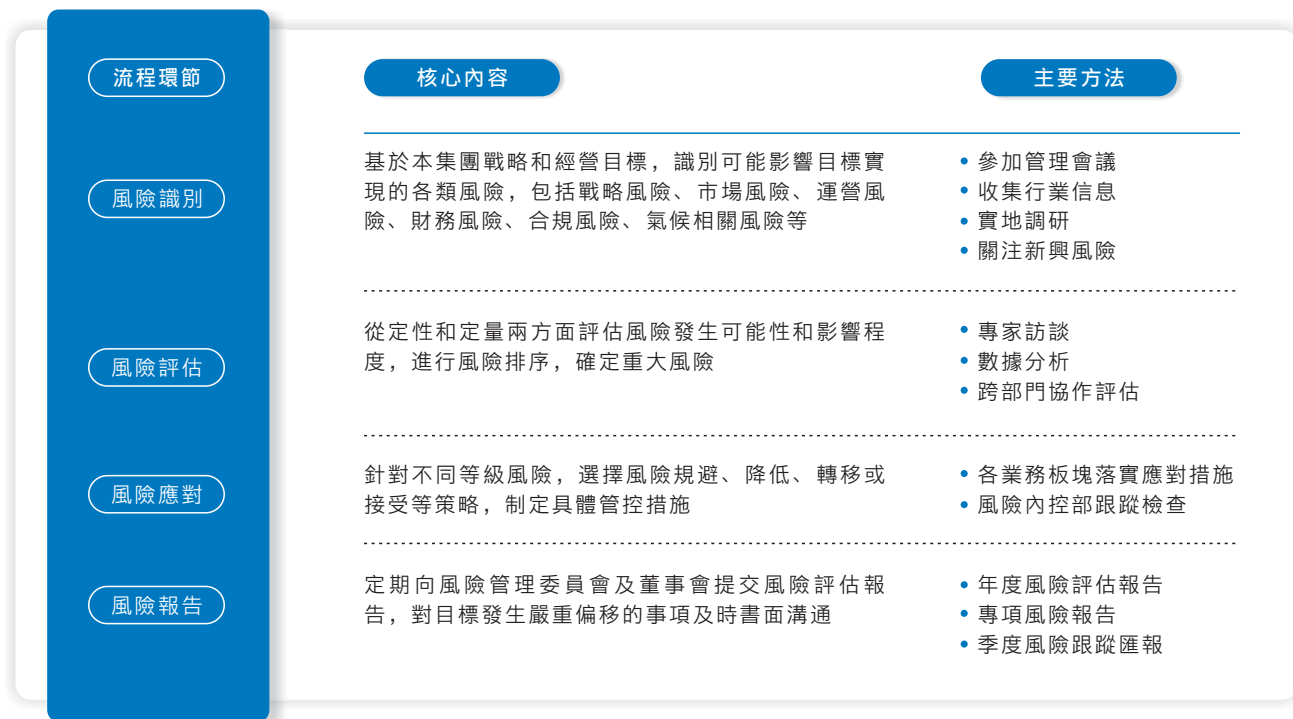 流程環節
核心內容
主要方法
風險識別
基於本集團戰略和經營目標，識別可能影響目標實
現的各類風險，包括戰略風險、市場風險、運營風
險、財務風險、合規風險、氣候相關風險等
• 參加管理會議
• 收集行業信息
• 實地調研
• 關注新興風險
風險評估
從定性和定量兩方面評估風險發生可能性和影響程
度，進行風險排序，確定重大風險
• 專家訪談
• 數據分析
• 跨部門協作評估
風險應對
針對不同等級風險，選擇風險規避、降低、轉移或
接受等策略，制定具體管控措施
• 各業務板塊落實應對措施
• 風險內控部跟蹤檢查
風險報告
定期向風險管理委員會及董事會提交風險評估報
告，對目標發生嚴重偏移的事項及時書面溝通
• 年度風險評估報告
• 專項風險報告
• 季度風險跟蹤匯報